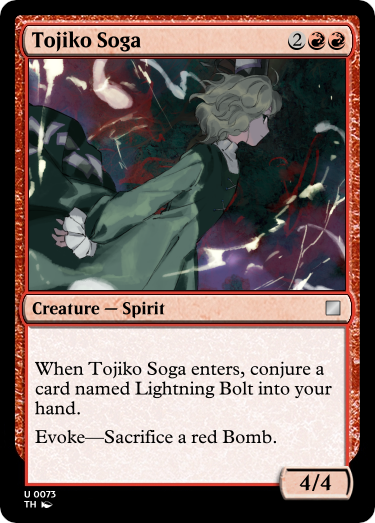 Tojiko Soga 2RR
Creature — Spirit
When Tojiko Soga enters, conjure a
card named Lightning Bolt into your
hand.
Evoke—Sacrifice a red Bomb.
4/4
U 0073
TH